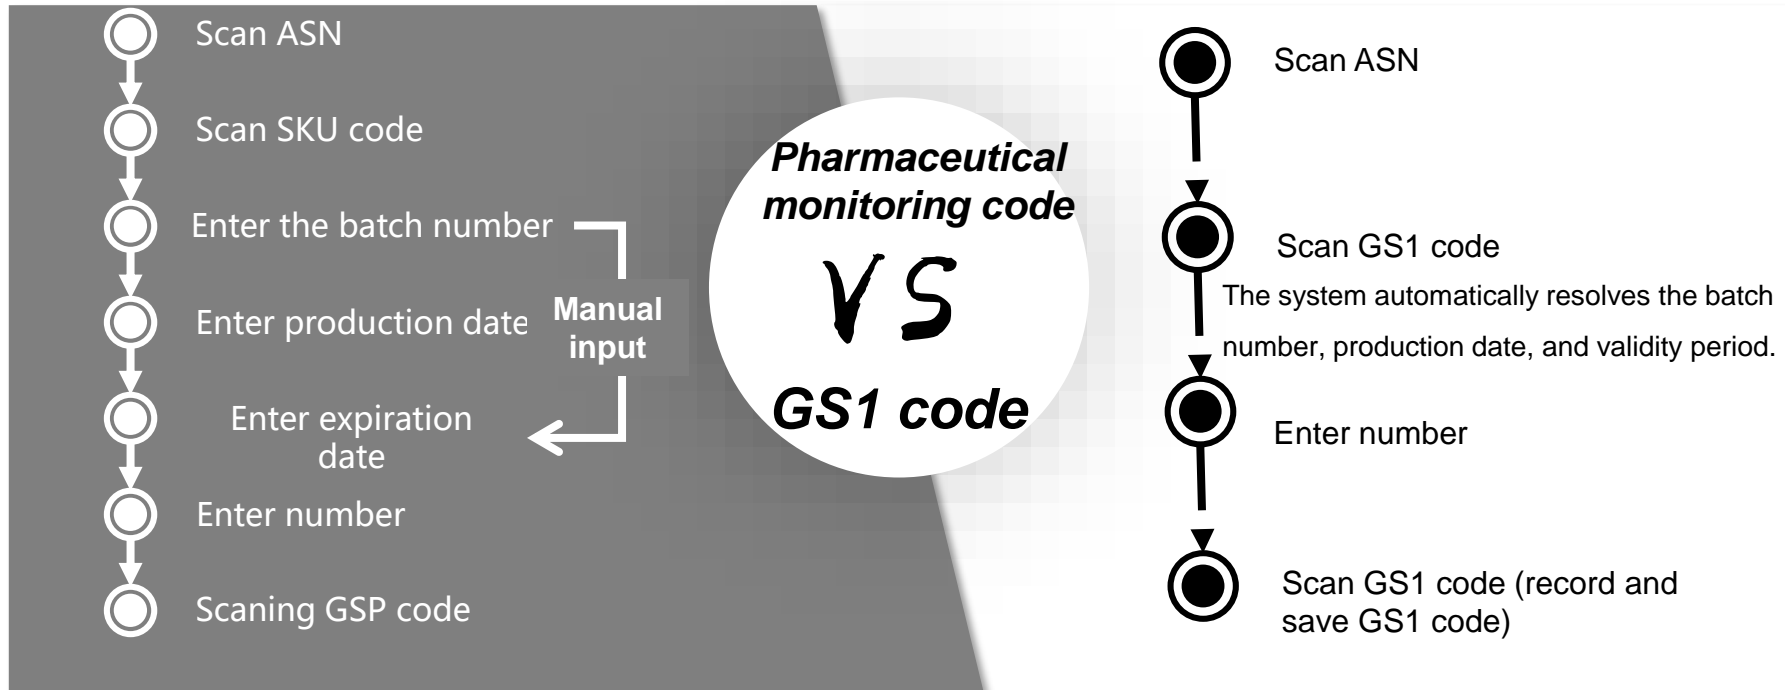 Scan ASN
Scan SKU code
Enter the batch number
Enter production date
Enter expiration
date
Enter number
Scaning GSP code
Manual
input
Pharmaceutical
monitoring code
VS
GS1 code
Scan ASN
Scan GS1 code
The system automatically resolves the batch
number, production date, and validity period.
Enter number
Scan GS1 code (record and
save GS1 code)